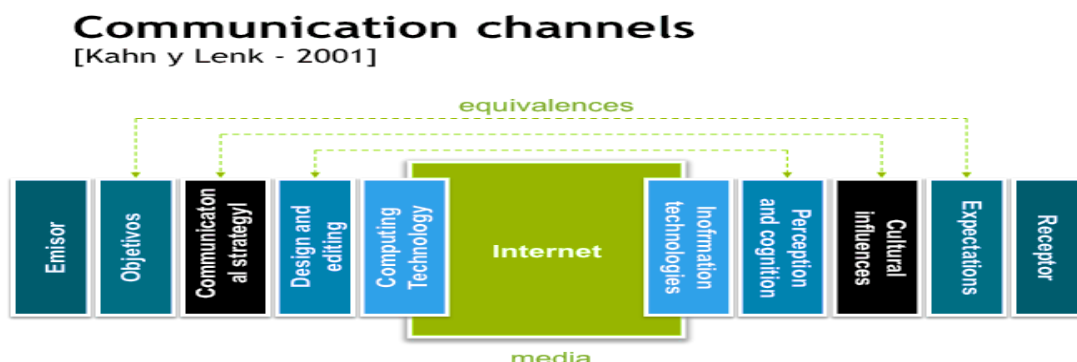 Communication channels
[Kahn y Lenk - 2001]
equivalences
Emisor
Objetivos
Communicaton
al strategyl
Design and
editing
Computing
Technology
Internet
Inofrmation
technologies
Perception
and cognition
Cultural
influences
Expectations
Receptor
media